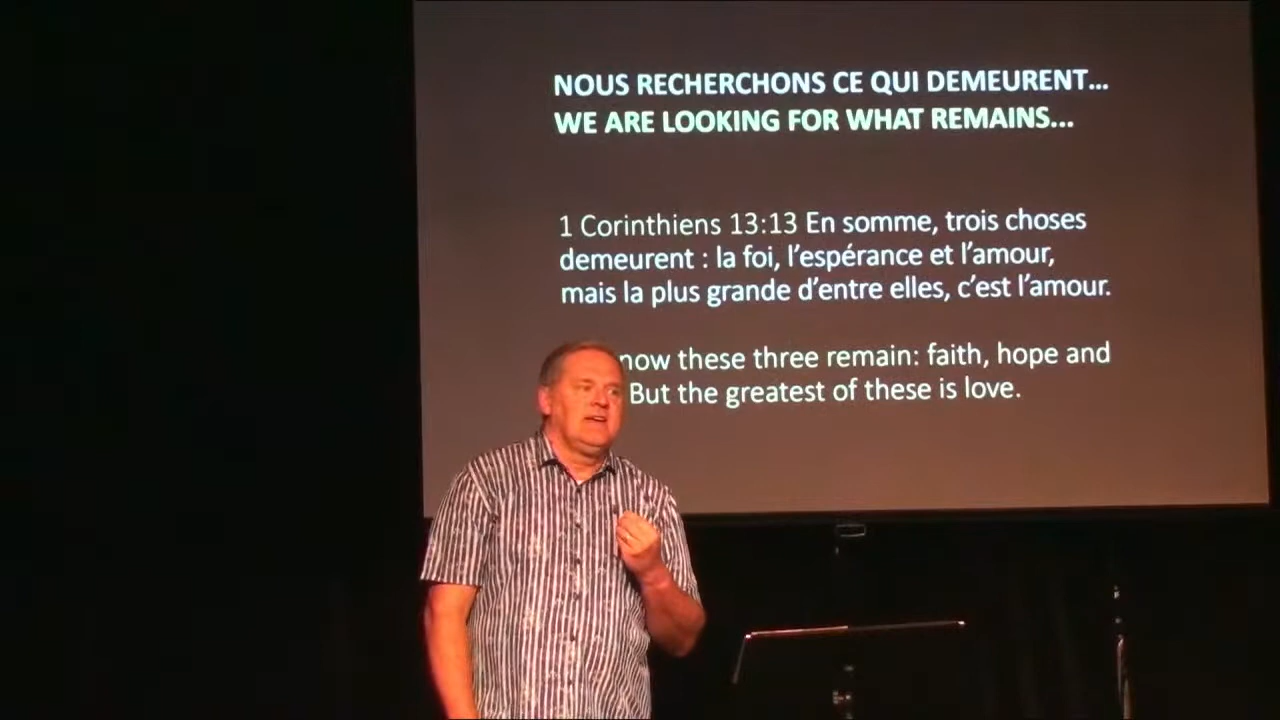 NOUS RECHERCHONS CE QUI DEMEURENT...
WE ARE LOOKING FOR WHAT REMAINS...
1 Corinthiens 13:13 En somme, trois choses
demeurent : la foi, l’espérance et l’amour,
mais la plus grande d’entre elles, c’est l’amour.
now these three remain: faith, hope and
But the greatest of these is love.